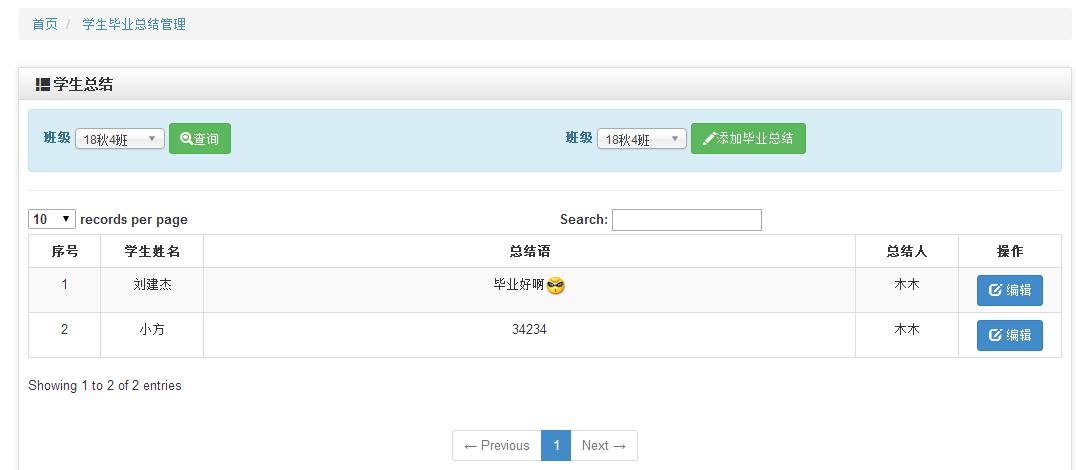 首页 / 学生毕业总结管理
学生总结
班级 18秋4班 查询 班级 18秋4班 添加毕业总结
10 records per page Search:
序号 学生姓名 总结语 总结人 操作
1 刘建杰 毕业好啊 木木 编辑
2 小方 34234 木木 编辑
Showing 1 to 2 of 2 entries
← Previous 1 Next →